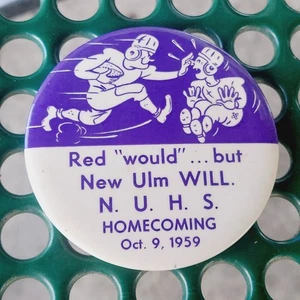 Red "would"... but
New Ulm WILL.
N. U. H. S.
HOMECOMING
Oct. 9, 1959